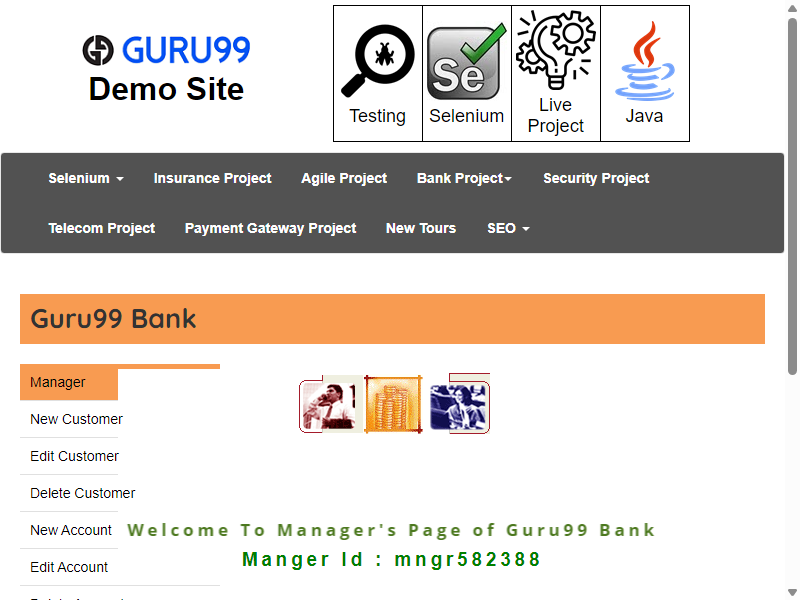 GURU99
Demo Site
Testing
Se
Selenium
Live
Project
Java
Selenium
Insurance Project
Agile Project
Bank Project
Security Project
Telecom Project
Payment Gateway Project
New Tours
SEO
Guru99 Bank
Manager
New Customer
Edit Customer
Delete Customer
New Account
Welcome To Manager's Page of Guru99 Bank
Manger Id : mngr582388
Edit Account